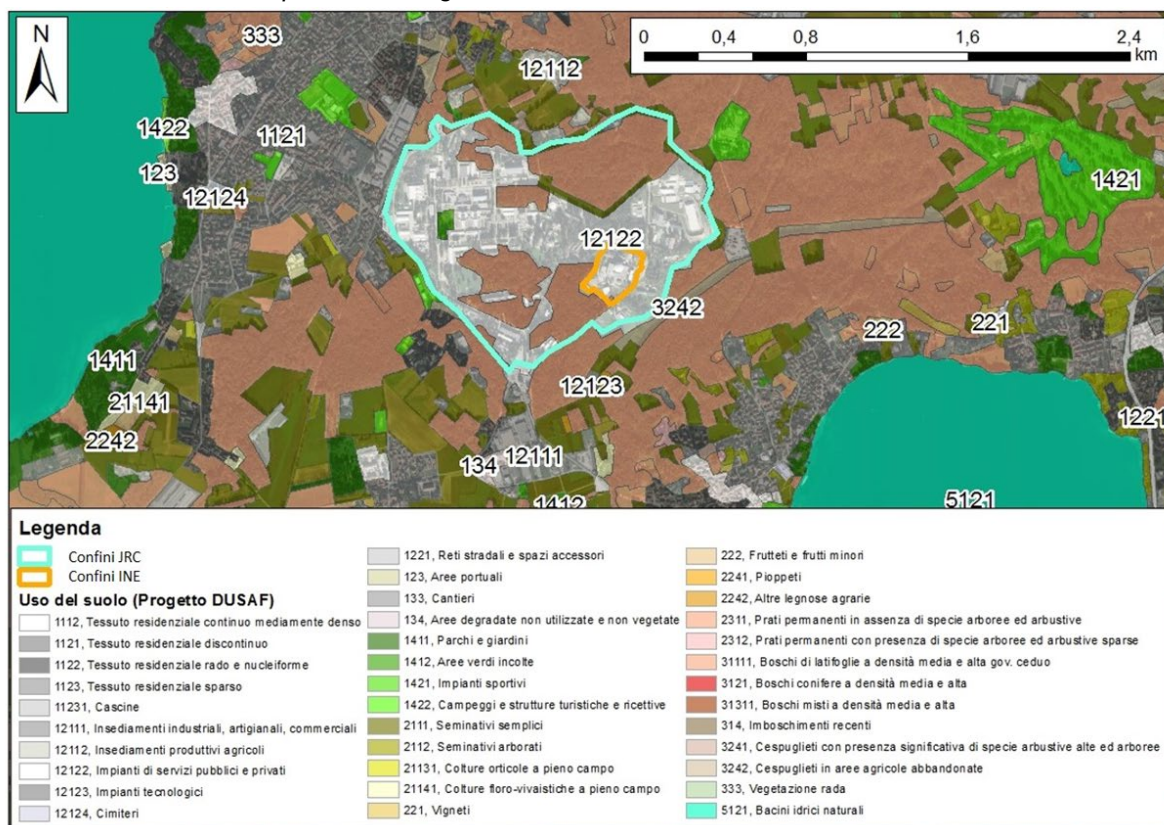 N
0 0,4 0,8 1,6 2,4
km
333
12112
1422
1121
123
12124
1421
12122
3242
222
221
1411
21141
2242
12123
1221
134
12111
1412
5121
Legenda
Confini JRC
Confini INE
Uso del suolo (Progetto DUSAF)
1112, Tessuto residenziale continuo mediamente denso
1121, Tessuto residenziale discontinuo
1122, Tessuto residenziale rado e nucleiforme
1123, Tessuto residenziale sparso
11231, Cascine
12111, Insediamenti industriali, artigianali, commerciali
12112, Insediamenti produttivi agricoli
12122, Impianti di servizi pubblici e privati
12123, Impianti tecnologici
12124, Cimiteri
1221, Reti stradali e spazi accessori
123, Aree portuali
133, Cantieri
134, Aree degradate non utilizzate e non vegetate
1411, Parchi e giardini
1412, Aree verdi incolte
1421, Impianti sportivi
1422, Campeggi e strutture turistiche e ricettive
2111, Seminativi semplici
2112, Seminativi arborati
21131, Colture orticole a pieno campo
21141, Colture floro-vivaistiche a pieno campo
221, Vigneti
222, Frutteti e frutti minori
2241, Pioppeti
2242, Altre legnose agrarie
2311, Prati permanenti in assenza di specie arboree ed arbustive
2312, Prati permanenti con presenza di specie arboree ed arbustive sparse
31111, Boschi di latifoglie a densità media e alta gov. ceduo
3121, Boschi conifere a densità media e alta
31311, Boschi misti a densità media e alta
314, Imboschimenti recenti
3241, Cespuglieti con presenza significativa di specie arbustive alte ed arboree
3242, Cespuglieti in aree agricole abbandonate
333, Vegetazione rada
5121, Bacini idrici naturali